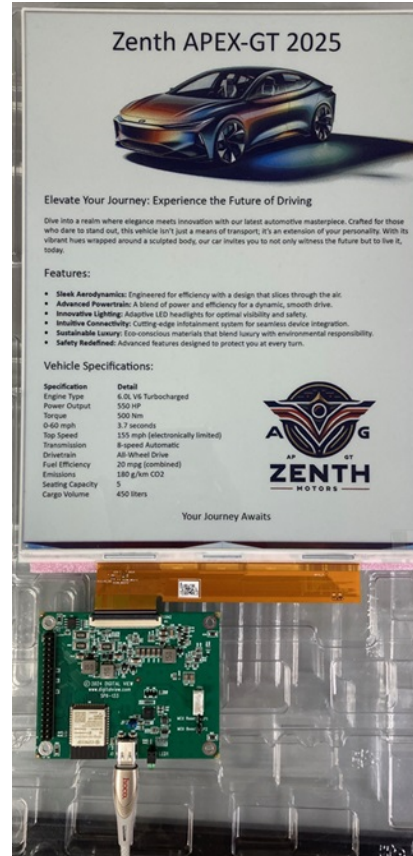 Zenth APEX-GT 2025
Elevate Your Journey: Experience the Future of Driving
Dive into a realm where elegance meets innovation with our latest automotive masterpiece. Crafted for those
who dare to stand out, this vehicle isn't just a means of transport; it's an extension of your personality. With its
vibrant hues wrapped around a sculpted body, our car invites you to not only witness the future but to live it,
today.
Features:
• Sleek Aerodynamics: Engineered for efficiency with a design that slices through the air.
• Advanced Powertrain: A blend of power and efficiency for a dynamic, smooth drive.
• Innovative Lighting: Adaptive LED headlights for optimal visibility and safety.
• Intuitive Connectivity: Cutting-edge infotainment system for seamless device integration.
• Sustainable Luxury: Eco-conscious materials that blend luxury with environmental responsibility.
• Safety Redefined: Advanced features designed to protect you at every turn.
Vehicle Specifications:
Specification Detail
Engine Type 6.0L V6 Turbocharged
Power Output 550 HP
Torque 500 Nm
0-60 mph 3.7 seconds
Top Speed 155 mph (electronically limited)
Transmission 8-speed Automatic
Drivetrain All-Wheel Drive
Fuel Efficiency 20 mpg (combined)
Emissions 180 g/km CO2
Seating Capacity 5
Cargo Volume 450 liters
A G
AP GT
ZENTH
MOTORS
Your Journey Awaits
© 2024 DIGITAL VIEW
www.digitalview.com